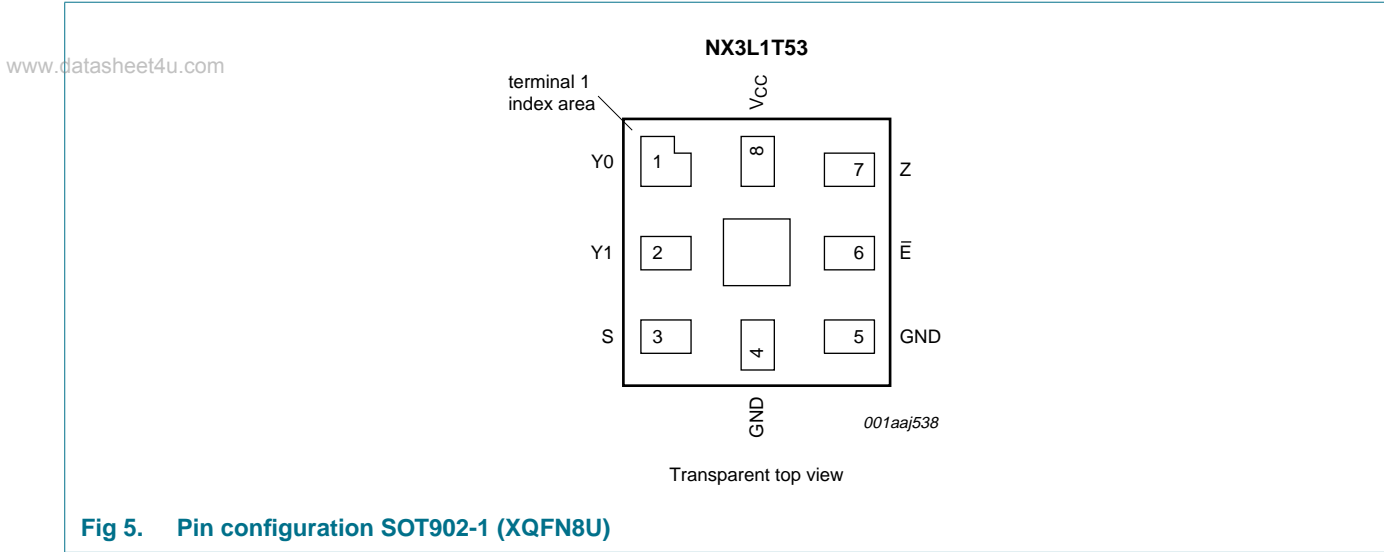 NX3L1T53
www.datasheet4u.com
terminal 1
index area
VCC
Y0 1 8 7 Z
Y1 2 6 E̅
S 3 4 5 GND
GND
001aaj538
Transparent top view
Fig 5. Pin configuration SOT902-1 (XQFN8U)